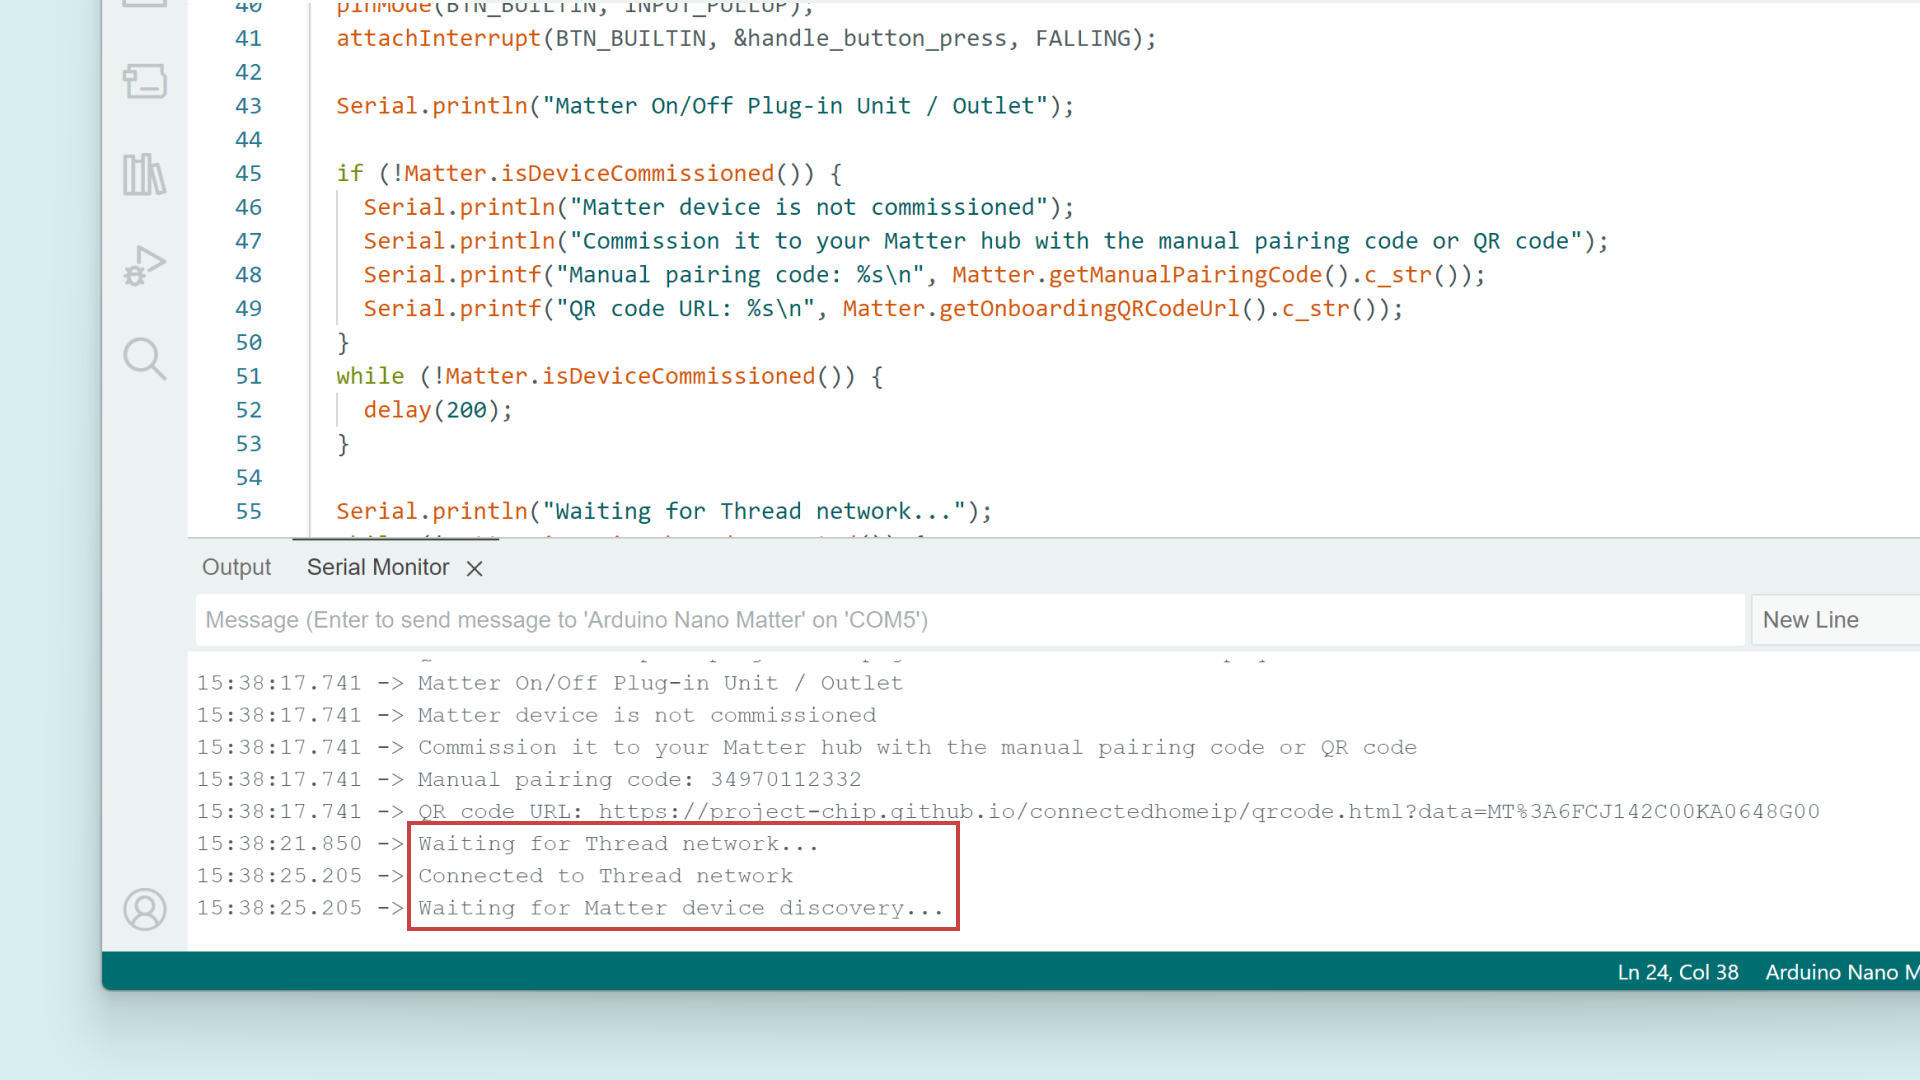 40 pinMode(BTN_BUILTIN, INPUT_PULLUP);
41 attachInterrupt(BTN_BUILTIN, &handle_button_press, FALLING);
42
43 Serial.println("Matter On/Off Plug-in Unit / Outlet");
44
45 if (!Matter.isDeviceCommissioned()) {
46 Serial.println("Matter device is not commissioned");
47 Serial.println("Commission it to your Matter hub with the manual pairing code or QR code");
48 Serial.printf("Manual pairing code: %s\n", Matter.getManualPairingCode().c_str());
49 Serial.printf("QR code URL: %s\n", Matter.getOnboardingQRCodeUrl().c_str());
50 }
51 while (!Matter.isDeviceCommissioned()) {
52 delay(200);
53 }
54
55 Serial.println("Waiting for Thread network...");
Output Serial Monitor
Message (Enter to send message to 'Arduino Nano Matter' on 'COM5') New Line
15:38:17.741 -> Matter On/Off Plug-in Unit / Outlet
15:38:17.741 -> Matter device is not commissioned
15:38:17.741 -> Commission it to your Matter hub with the manual pairing code or QR code
15:38:17.741 -> Manual pairing code: 34970112332
15:38:17.741 -> QR code URL: https://project-chip.github.io/connectedhomeip/qrcode.html?data=MT%3A6FCJ142C00KA0648G00
15:38:21.850 -> Waiting for Thread network...
15:38:25.205 -> Connected to Thread network
15:38:25.205 -> Waiting for Matter device discovery...
Ln 24, Col 38 Arduino Nano M